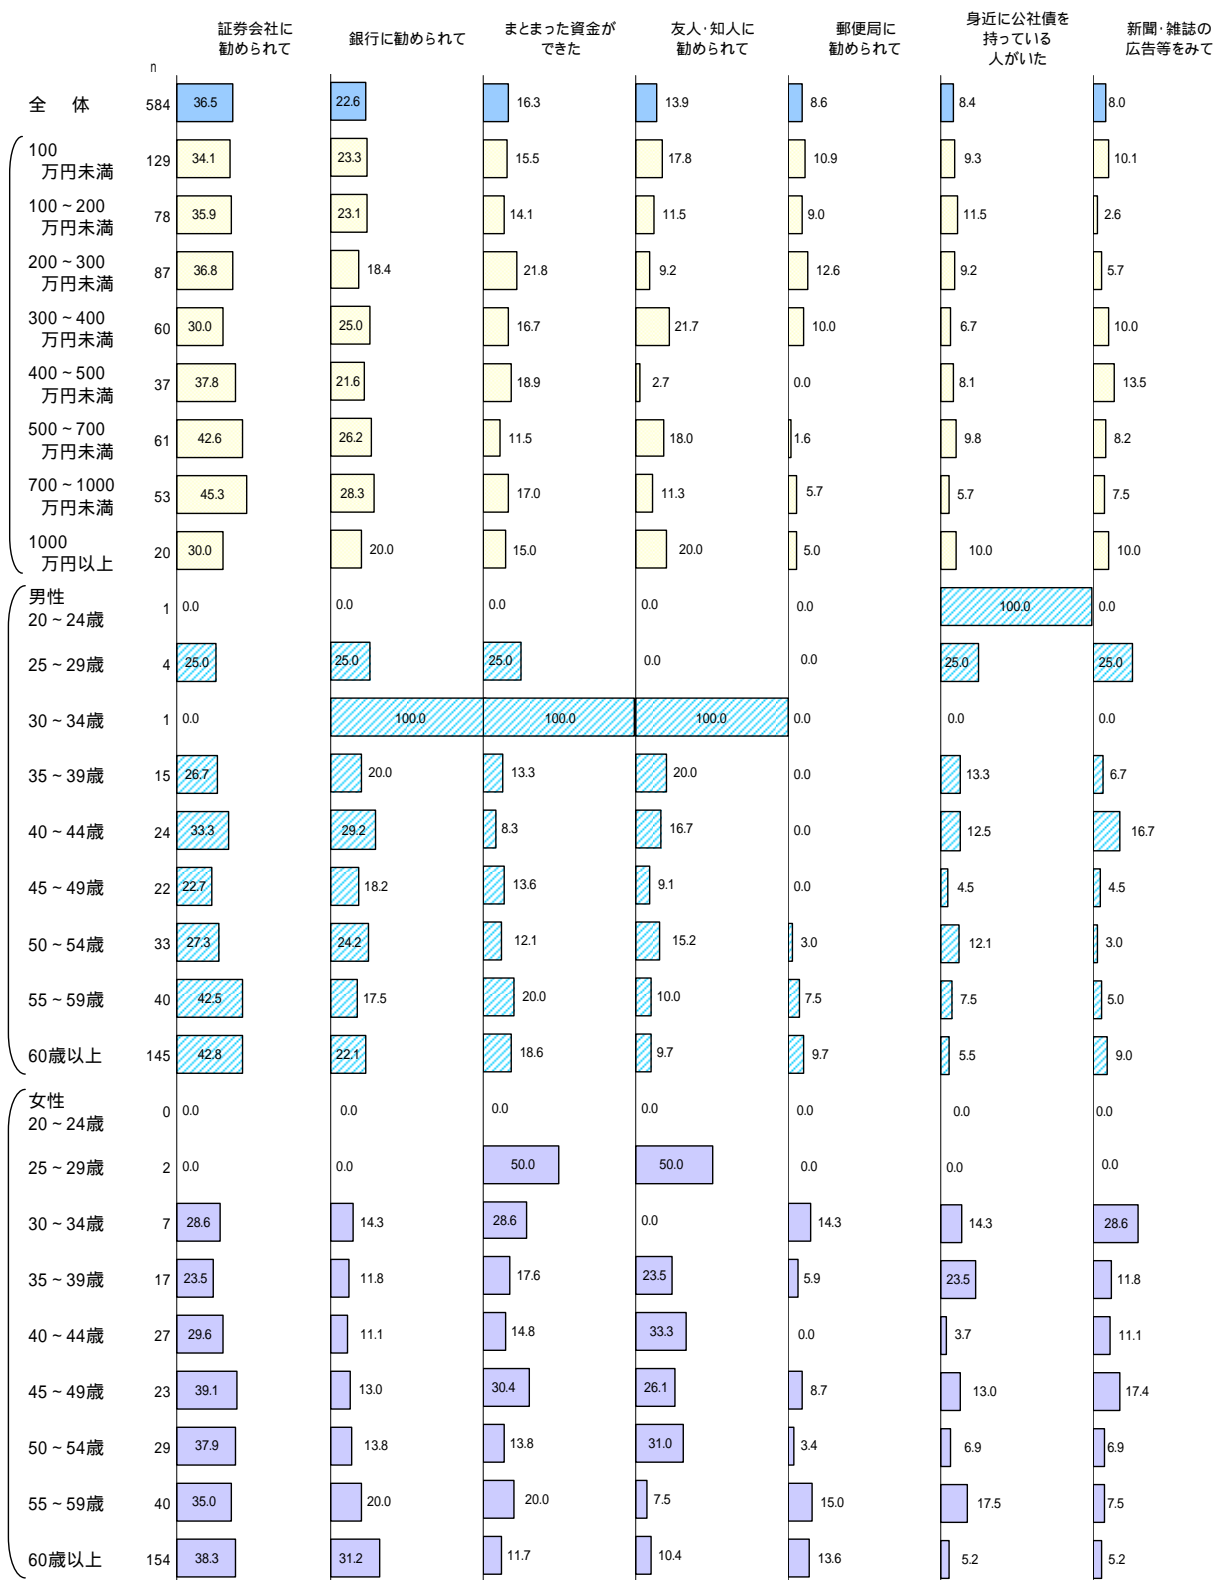 証券会社に
勧められて
銀行に勧められて
まとまった資金が
できた
友人・知人に
勧められて
郵便局に
勧められて
身近に公社債を
持っている
人がいた
新聞・雑誌の
広告等をみて
n
全 体 584 36.5 22.6 16.3 13.9 8.6 8.4 8.0
100
万円未満 129 34.1 23.3 15.5 17.8 10.9 9.3 10.1
100~200
万円未満 78 35.9 23.1 14.1 11.5 9.0 11.5 2.6
200~300
万円未満 87 36.8 18.4 21.8 9.2 12.6 9.2 5.7
300~400
万円未満 60 30.0 25.0 16.7 21.7 10.0 6.7 10.0
400~500
万円未満 37 37.8 21.6 18.9 2.7 0.0 8.1 13.5
500~700
万円未満 61 42.6 26.2 11.5 18.0 1.6 9.8 8.2
700~1000
万円未満 53 45.3 28.3 17.0 11.3 5.7 5.7 7.5
1000
万円以上 20 30.0 20.0 15.0 20.0 5.0 10.0 10.0
男性
20~24歳 1 0.0 0.0 0.0 0.0 0.0 100.0 0.0
25~29歳 4 25.0 25.0 25.0 0.0 0.0 25.0 25.0
30~34歳 1 0.0 100.0 100.0 100.0 0.0 0.0 0.0
35~39歳 15 26.7 20.0 13.3 20.0 0.0 13.3 6.7
40~44歳 24 33.3 29.2 8.3 16.7 0.0 12.5 16.7
45~49歳 22 22.7 18.2 13.6 9.1 0.0 4.5 4.5
50~54歳 33 27.3 24.2 12.1 15.2 3.0 12.1 3.0
55~59歳 40 42.5 17.5 20.0 10.0 7.5 7.5 5.0
60歳以上 145 42.8 22.1 18.6 9.7 9.7 5.5 9.0
女性
20~24歳 0 0.0 0.0 0.0 0.0 0.0 0.0 0.0
25~29歳 2 0.0 0.0 50.0 50.0 0.0 0.0 0.0
30~34歳 7 28.6 14.3 28.6 0.0 14.3 14.3 28.6
35~39歳 17 23.5 11.8 17.6 23.5 5.9 23.5 11.8
40~44歳 27 29.6 11.1 14.8 33.3 0.0 3.7 11.1
45~49歳 23 39.1 13.0 30.4 26.1 8.7 13.0 17.4
50~54歳 29 37.9 13.8 13.8 31.0 3.4 6.9 6.9
55~59歳 40 35.0 20.0 20.0 7.5 15.0 17.5 7.5
60歳以上 154 38.3 31.2 11.7 10.4 13.6 5.2 5.2